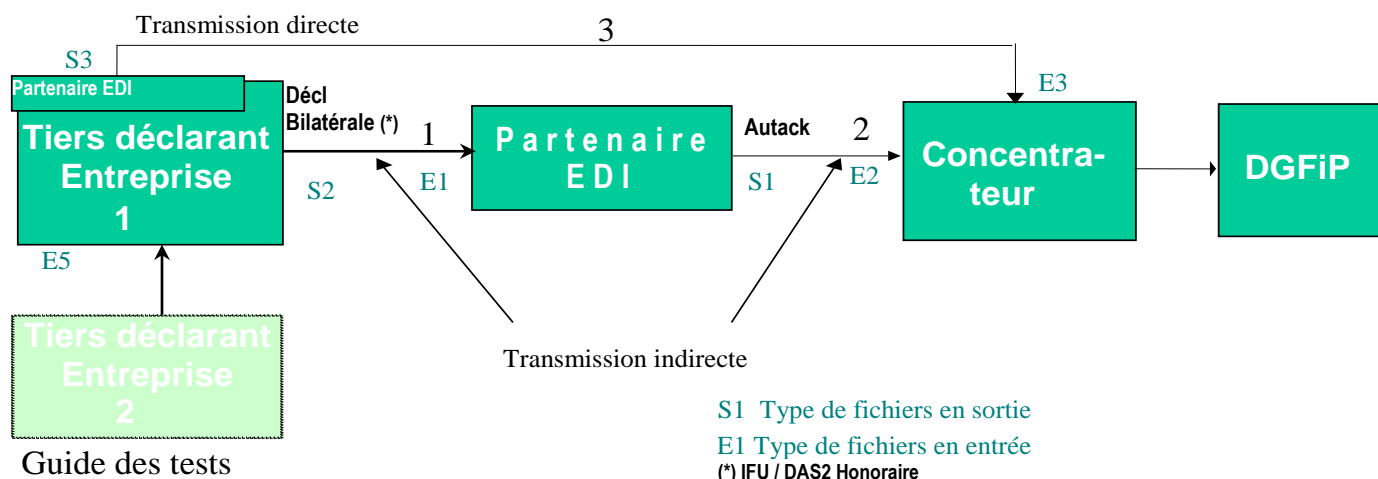 Transmission directe
3
S3
E3
Partenaire EDI
Tiers déclarant
Entreprise
1
Décl
Bilatérale (*)
1
S2
E1
Partenaire
EDI
Autack
2
S1
E2
Concentra-
teur
DGFiP
E5
Tiers déclarant
Entreprise
2
Transmission indirecte
S1 Type de fichiers en sortie
E1 Type de fichiers en entrée
(*) IFU / DAS2 Honoraire
Guide des tests